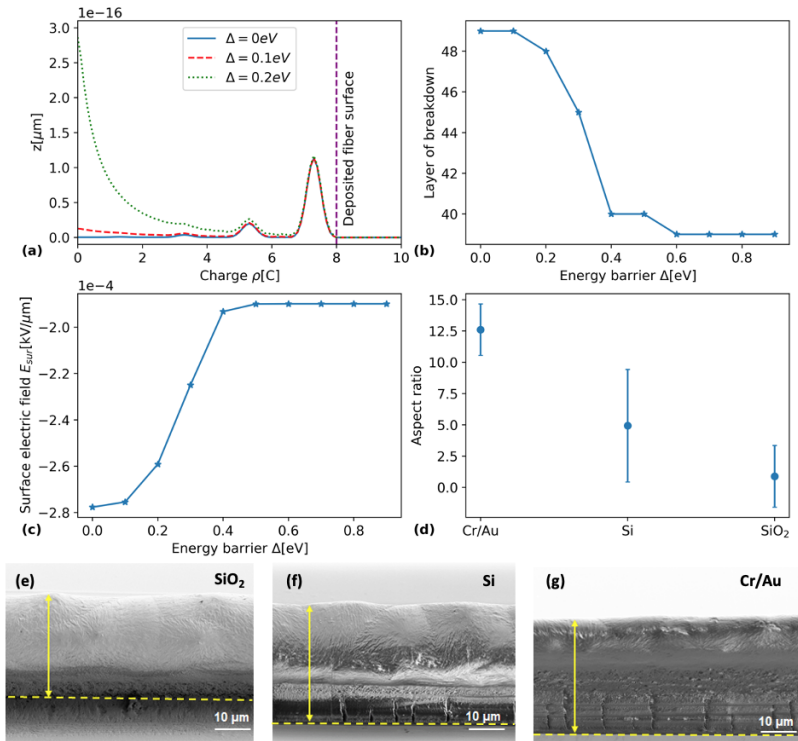 1e−16
3.0
2.5
2.0
1.5
1.0
0.5
0.0
z[μm]
Δ = 0eV
Δ = 0.1eV
Δ = 0.2eV
Deposited fiber surface
0 2 4 6 8 10
(a) Charge ρ[C]
48
46
44
42
40
Layer of breakdown
0.0 0.2 0.4 0.6 0.8
(b) Energy barrier Δ[eV]
1e−4
−2.0
−2.2
−2.4
−2.6
−2.8
Surface electric field E_sur[kV/μm]
0.0 0.2 0.4 0.6 0.8
(c) Energy barrier Δ[eV]
15.0
12.5
10.0
7.5
5.0
2.5
0.0
Aspect ratio
Cr/Au Si SiO₂
(d)
(e) SiO₂
10 μm
(f) Si
10 μm
(g) Cr/Au
10 μm